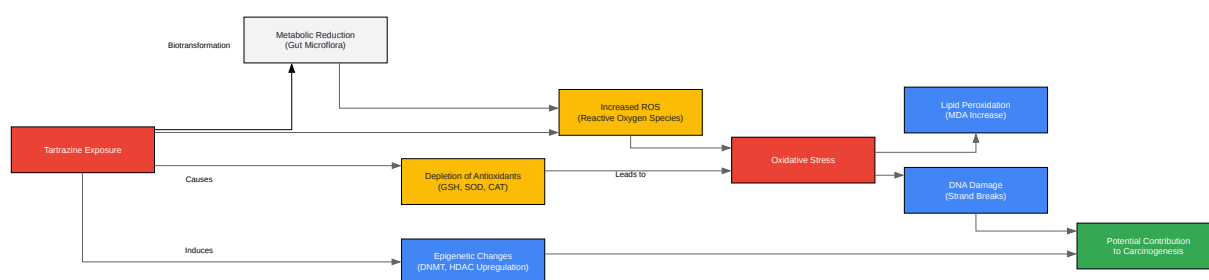 Metabolic Reduction
(Gut Microflora)
Biotransformation
Increased ROS
(Reactive Oxygen Species)
Lipid Peroxidation
(MDA Increase)
Tartrazine Exposure
Oxidative Stress
Causes
Depletion of Antioxidants
(GSH, SOD, CAT)
Leads to
DNA Damage
(Strand Breaks)
Induces
Epigenetic Changes
(DNMT, HDAC Upregulation)
Potential Contribution
to Carcinogenesis